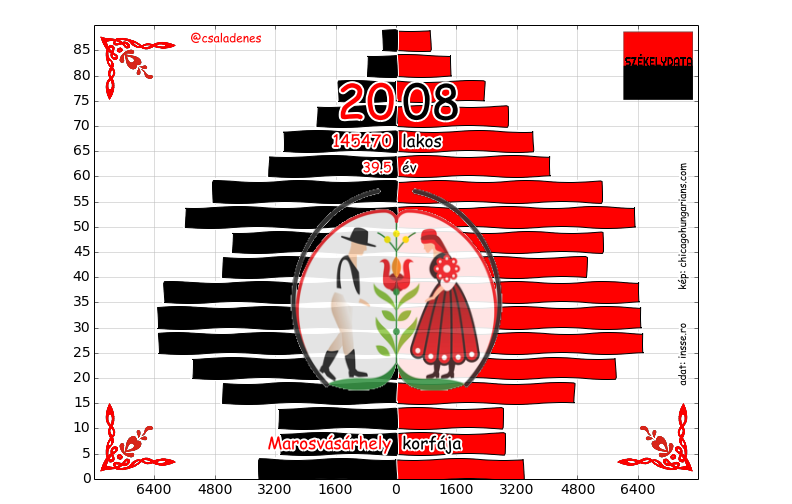 @csaladenes
SZÉKELYDATA
2008
145470 lakos
39.5 év
kép: chicagohungarians.com
adat: insse.ro
Marosvásárhely korfája
85
80
75
70
65
60
55
50
45
40
35
30
25
20
15
10
5
0
6400 4800 3200 1600 0 1600 3200 4800 6400